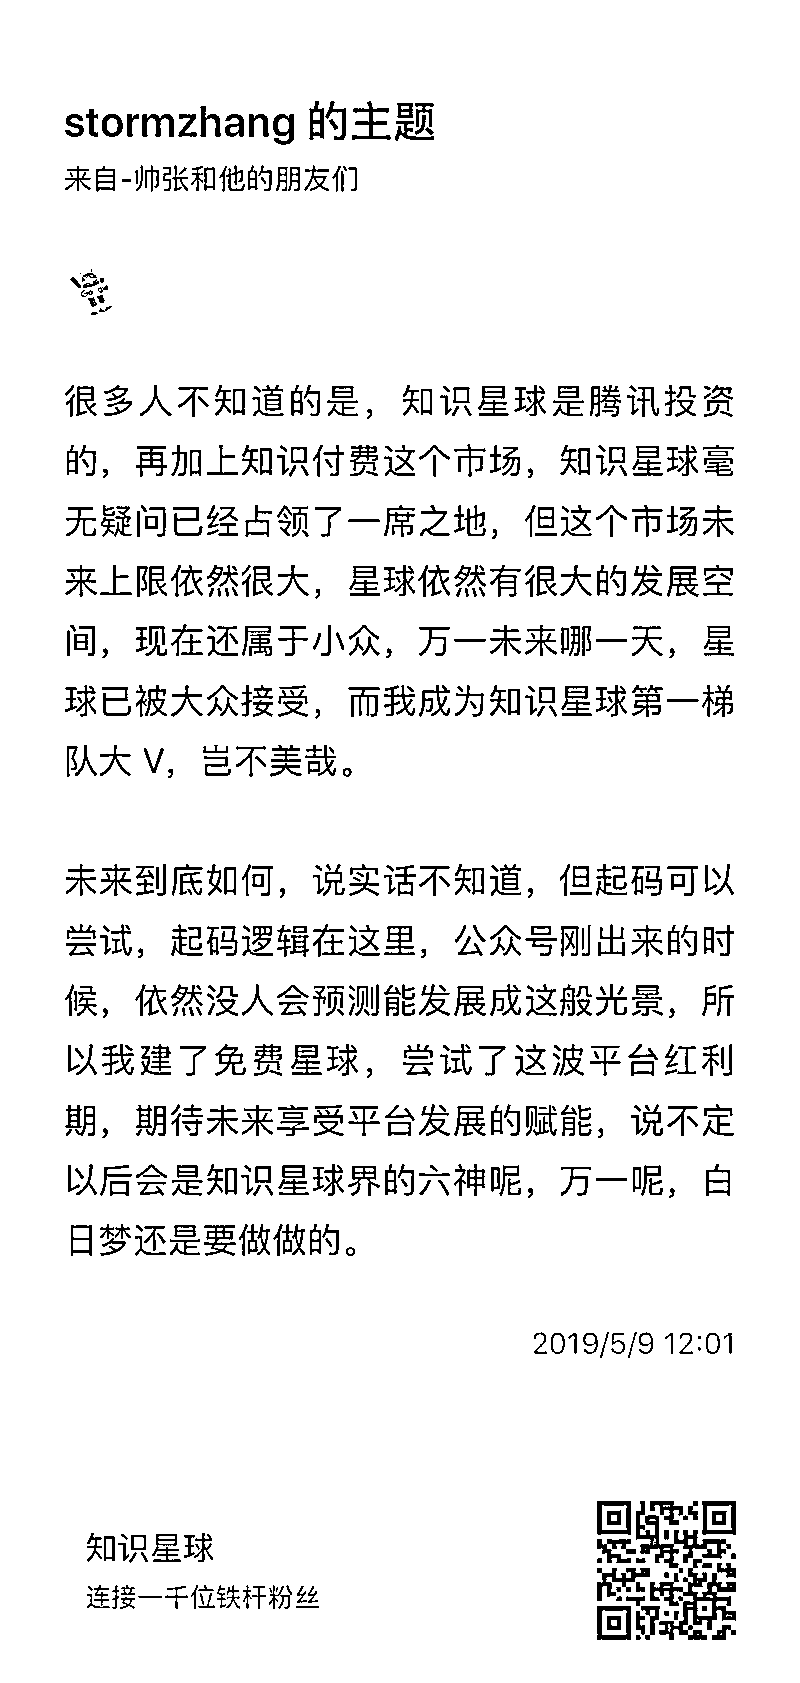 stormzhang 的主题
来自-帅张和他的朋友们
很多人不知道的是，知识星球是腾讯投资
的，再加上知识付费这个市场，知识星球毫
无疑问已经占领了一席之地，但这个市场未
来上限依然很大，星球依然有很大的发展空
间，现在还属于小众，万一未来哪一天，星
球已被大众接受，而我成为知识星球第一梯
队大 V，岂不美哉。
未来到底如何，说实话不知道，但起码可以
尝试，起码逻辑在这里，公众号刚出来的时
候，依然没人会预测能发展成这般光景，所
以我建了免费星球，尝试了这波平台红利
期，期待未来享受平台发展的赋能，说不定
以后会是知识星球界的六神呢，万一呢，白
日梦还是要做做的。
2019/5/9 12:01
知识星球
连接一千位铁杆粉丝